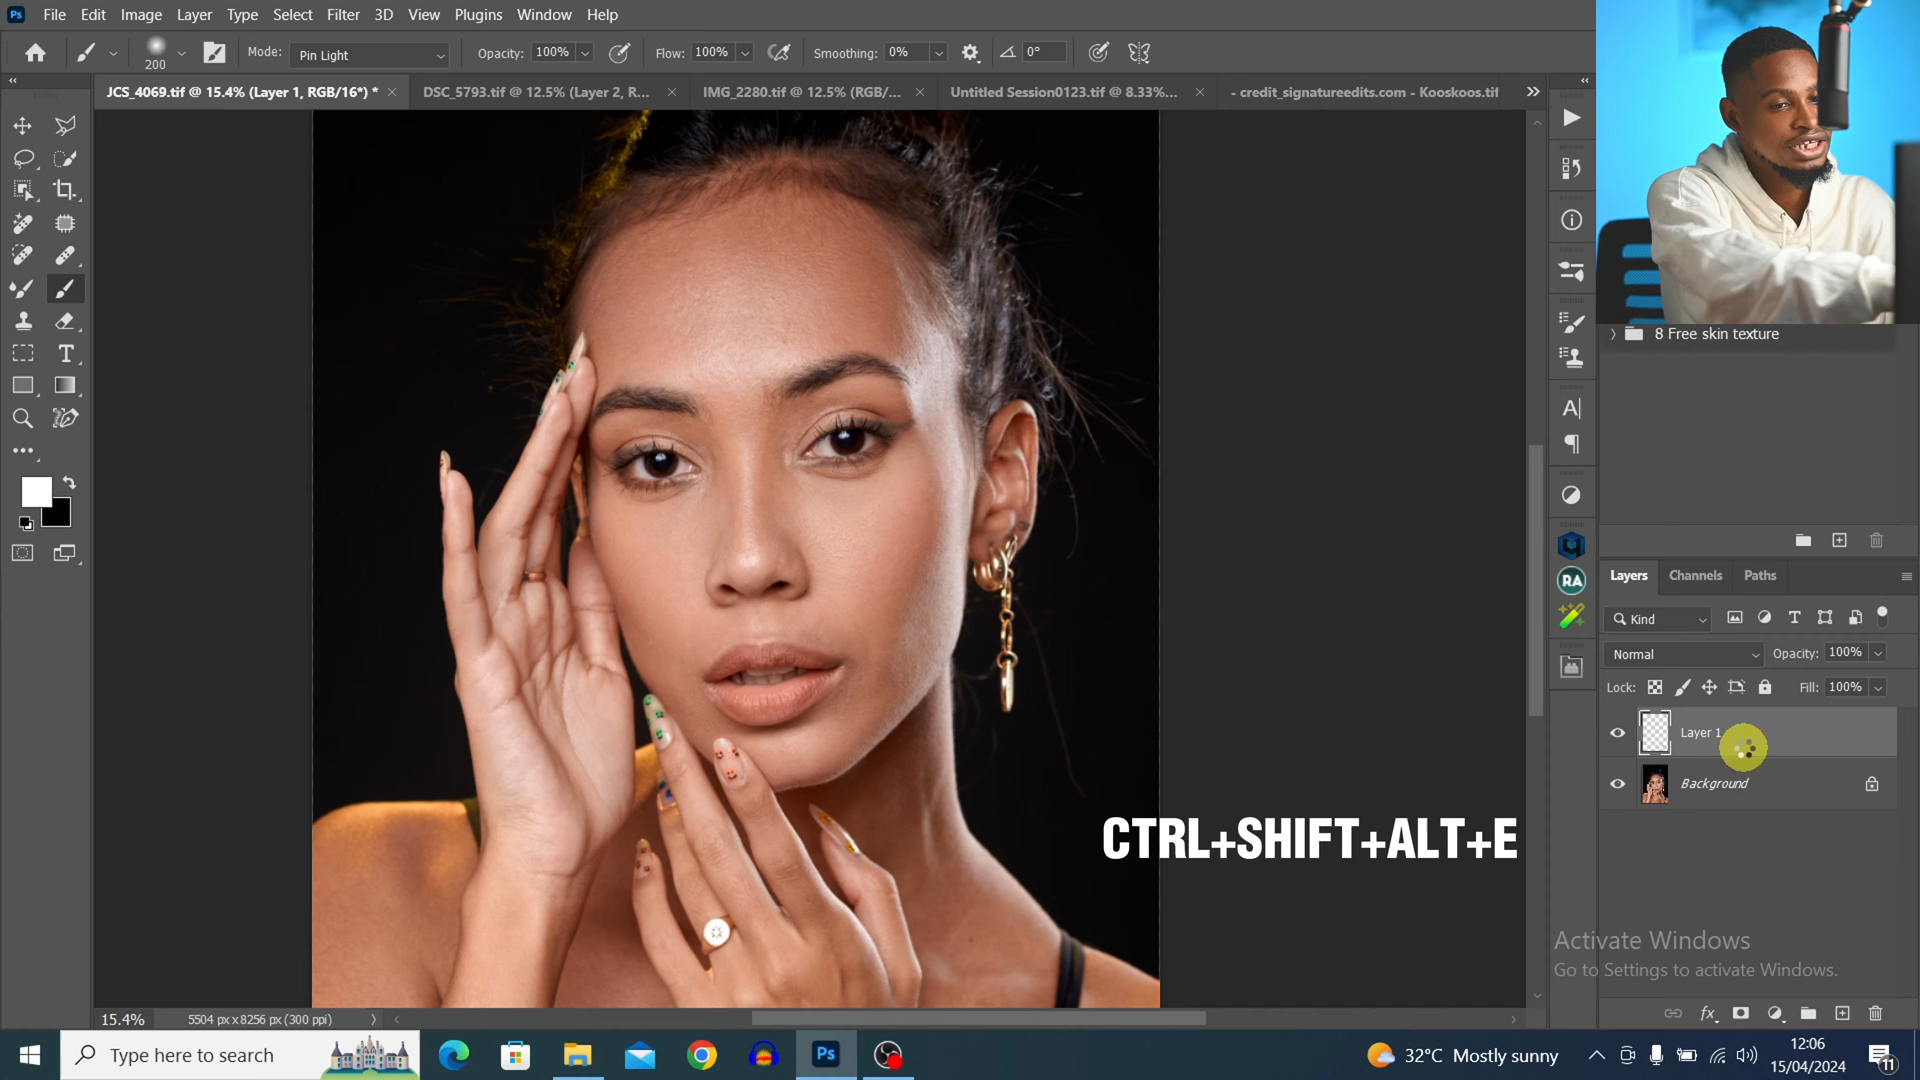 Ps File Edit Image Layer Type Select Filter 3D View Plugins Window Help
200 Mode: Pin Light Opacity: 100% Flow: 100% Smoothing: 0% 0°
JCS_4069.tif @ 15.4% (Layer 1, RGB/16*) * DSC_5793.tif @ 12.5% (Layer 2, R... IMG_2280.tif @ 12.5% (RGB/... Untitled Session0123.tif @ 8.33%... - credit_signatureedits.com - Kooskoos.tif
8 Free skin texture
RA
Layers Channels Paths
Kind
Normal Opacity: 100%
Lock: Fill: 100%
Layer 1
Background
CTRL+SHIFT+ALT+E
Activate Windows
Go to Settings to activate Windows.
15.4% 5504 px x 8256 px (300 ppi)
Type here to search Ps 32°C Mostly sunny 12:06
15/04/2024 11